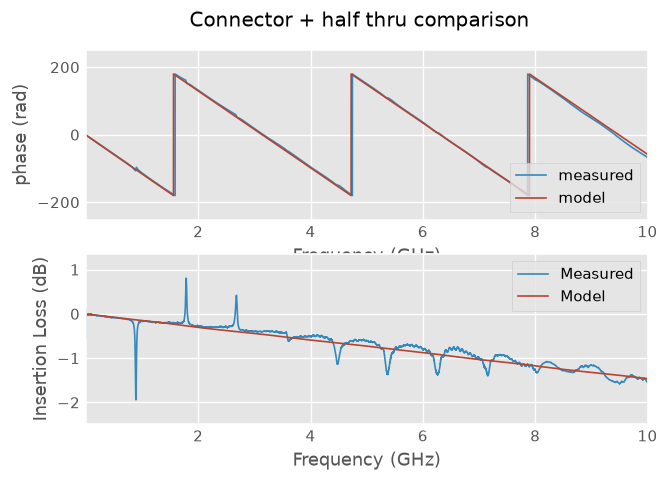 Connector + half thru comparison
phase (rad)
200
0
−200
measured
model
2
4
6
8
10
Frequency (GHz)
Insertion Loss (dB)
1
0
−1
−2
Measured
Model
2
4
6
8
10
Frequency (GHz)